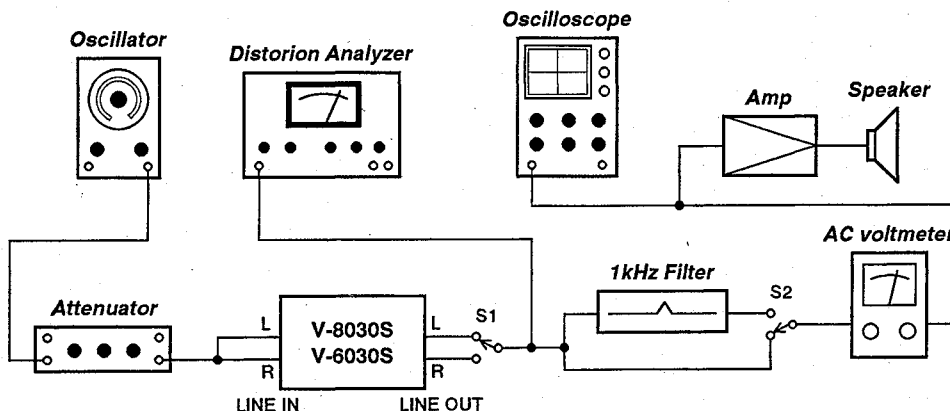 Oscilloscope
Oscillator
Distorion Analyzer
Amp
Speaker
AC voltmeter
1kHz Filter
S2
Attenuator
S1
L
V-8030S
L
V-6030S
R
R
LINE IN
LINE OUT